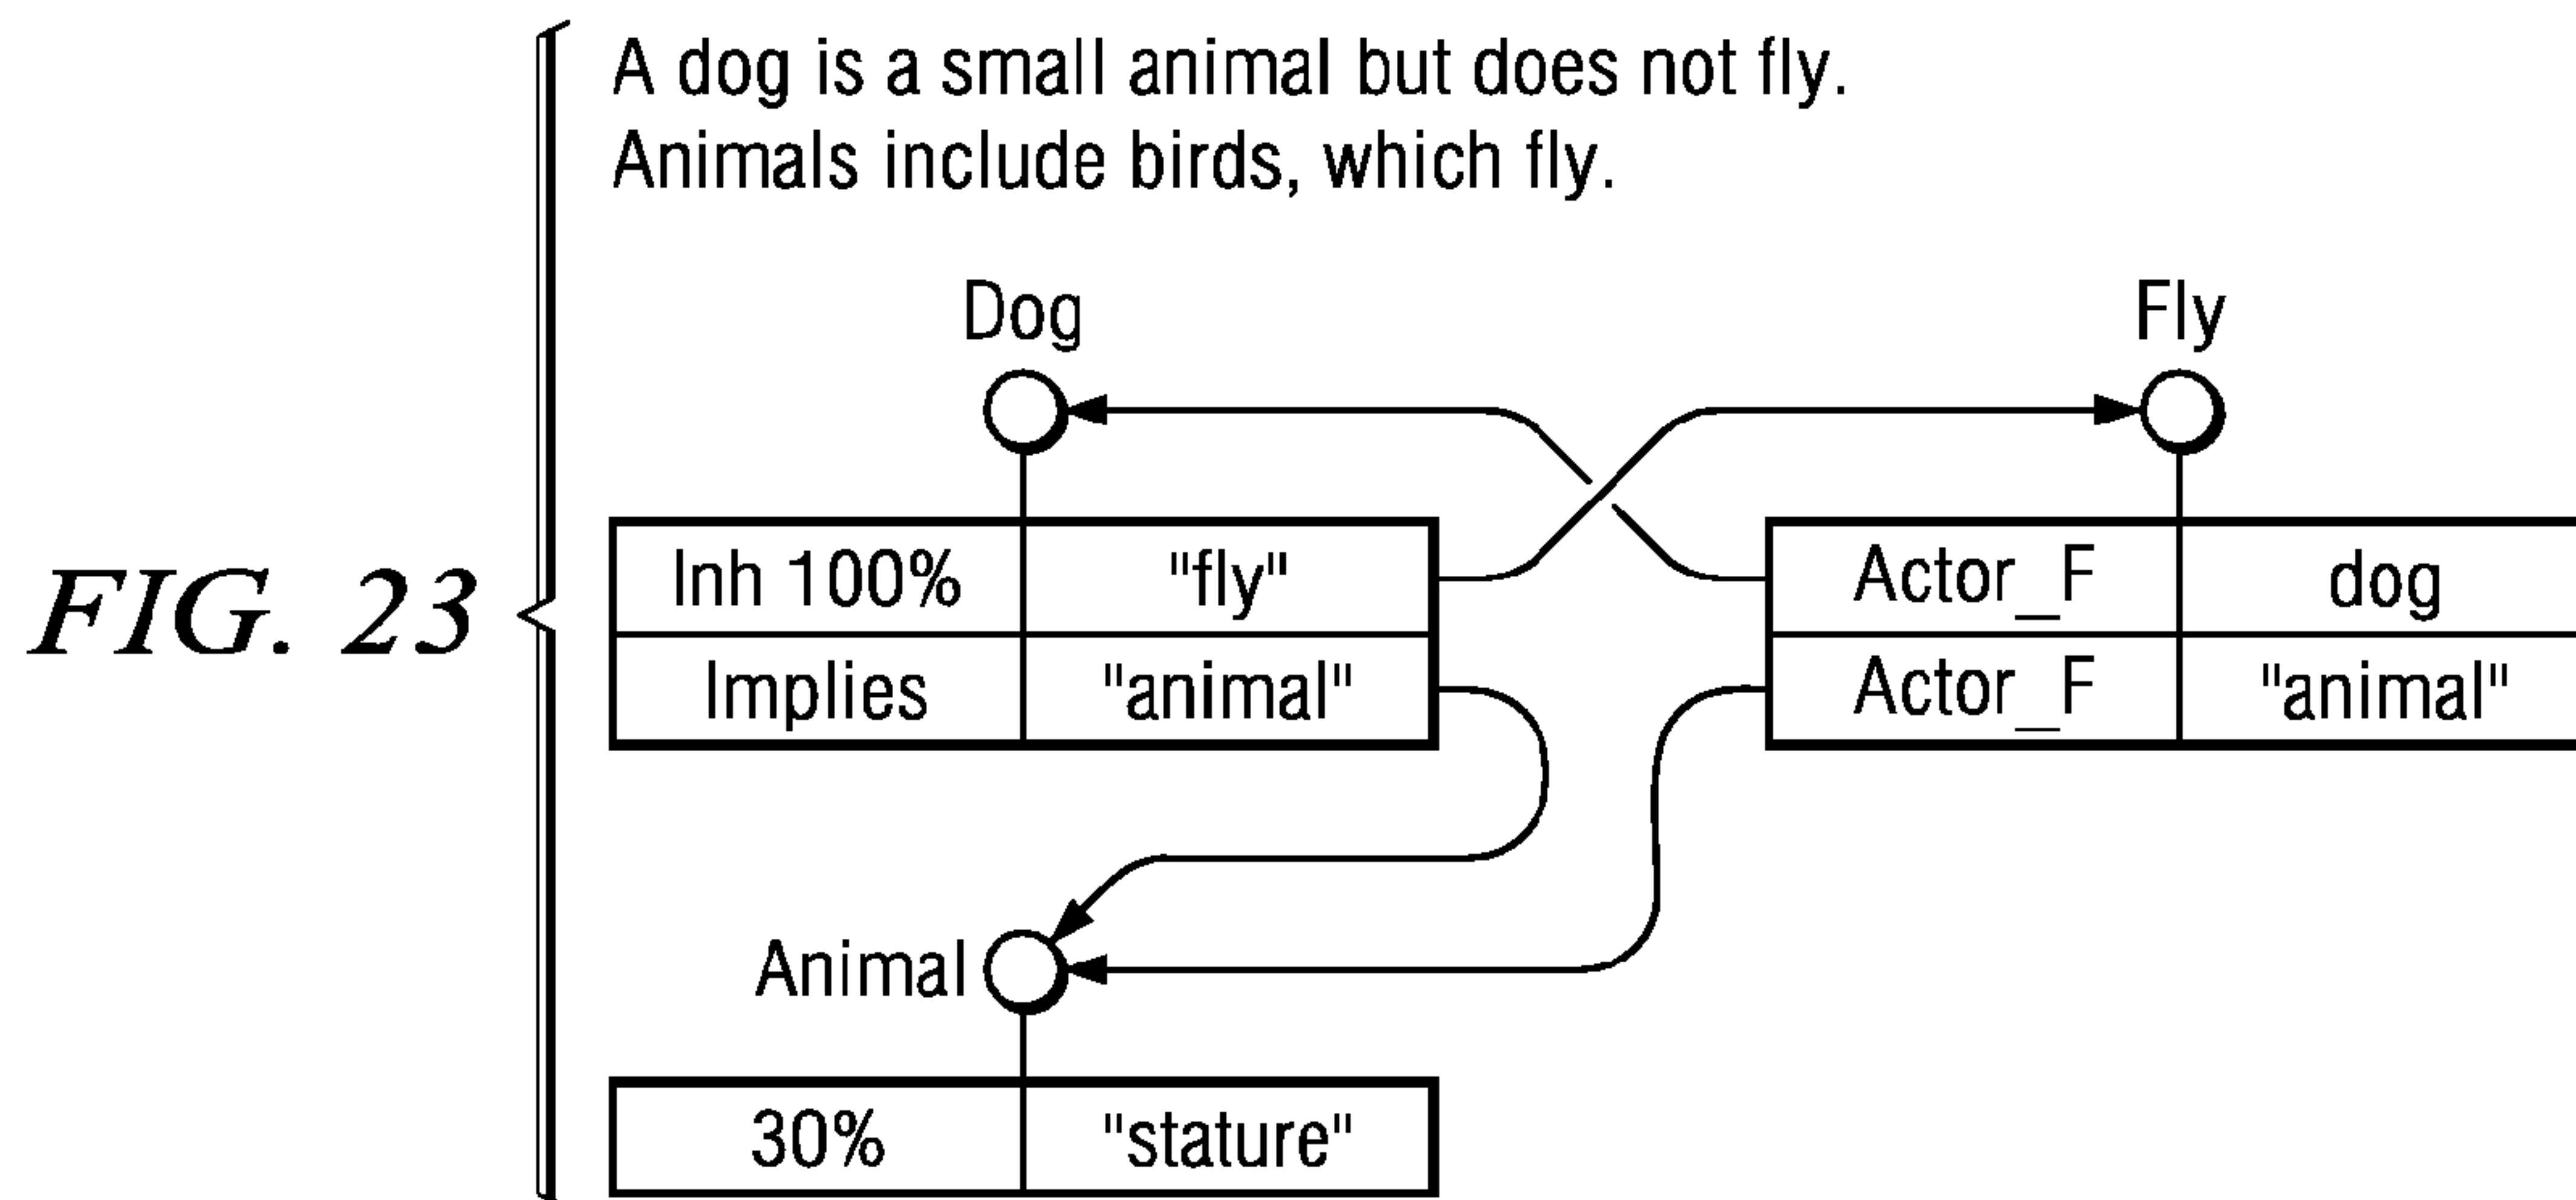 A dog is a small animal but does not fly.
Animals include birds, which fly.
Dog
Fly
FIG. 23
Inh 100% "fly"
Implies "animal"
Actor_F dog
Actor_F "animal"
Animal
30% "stature"